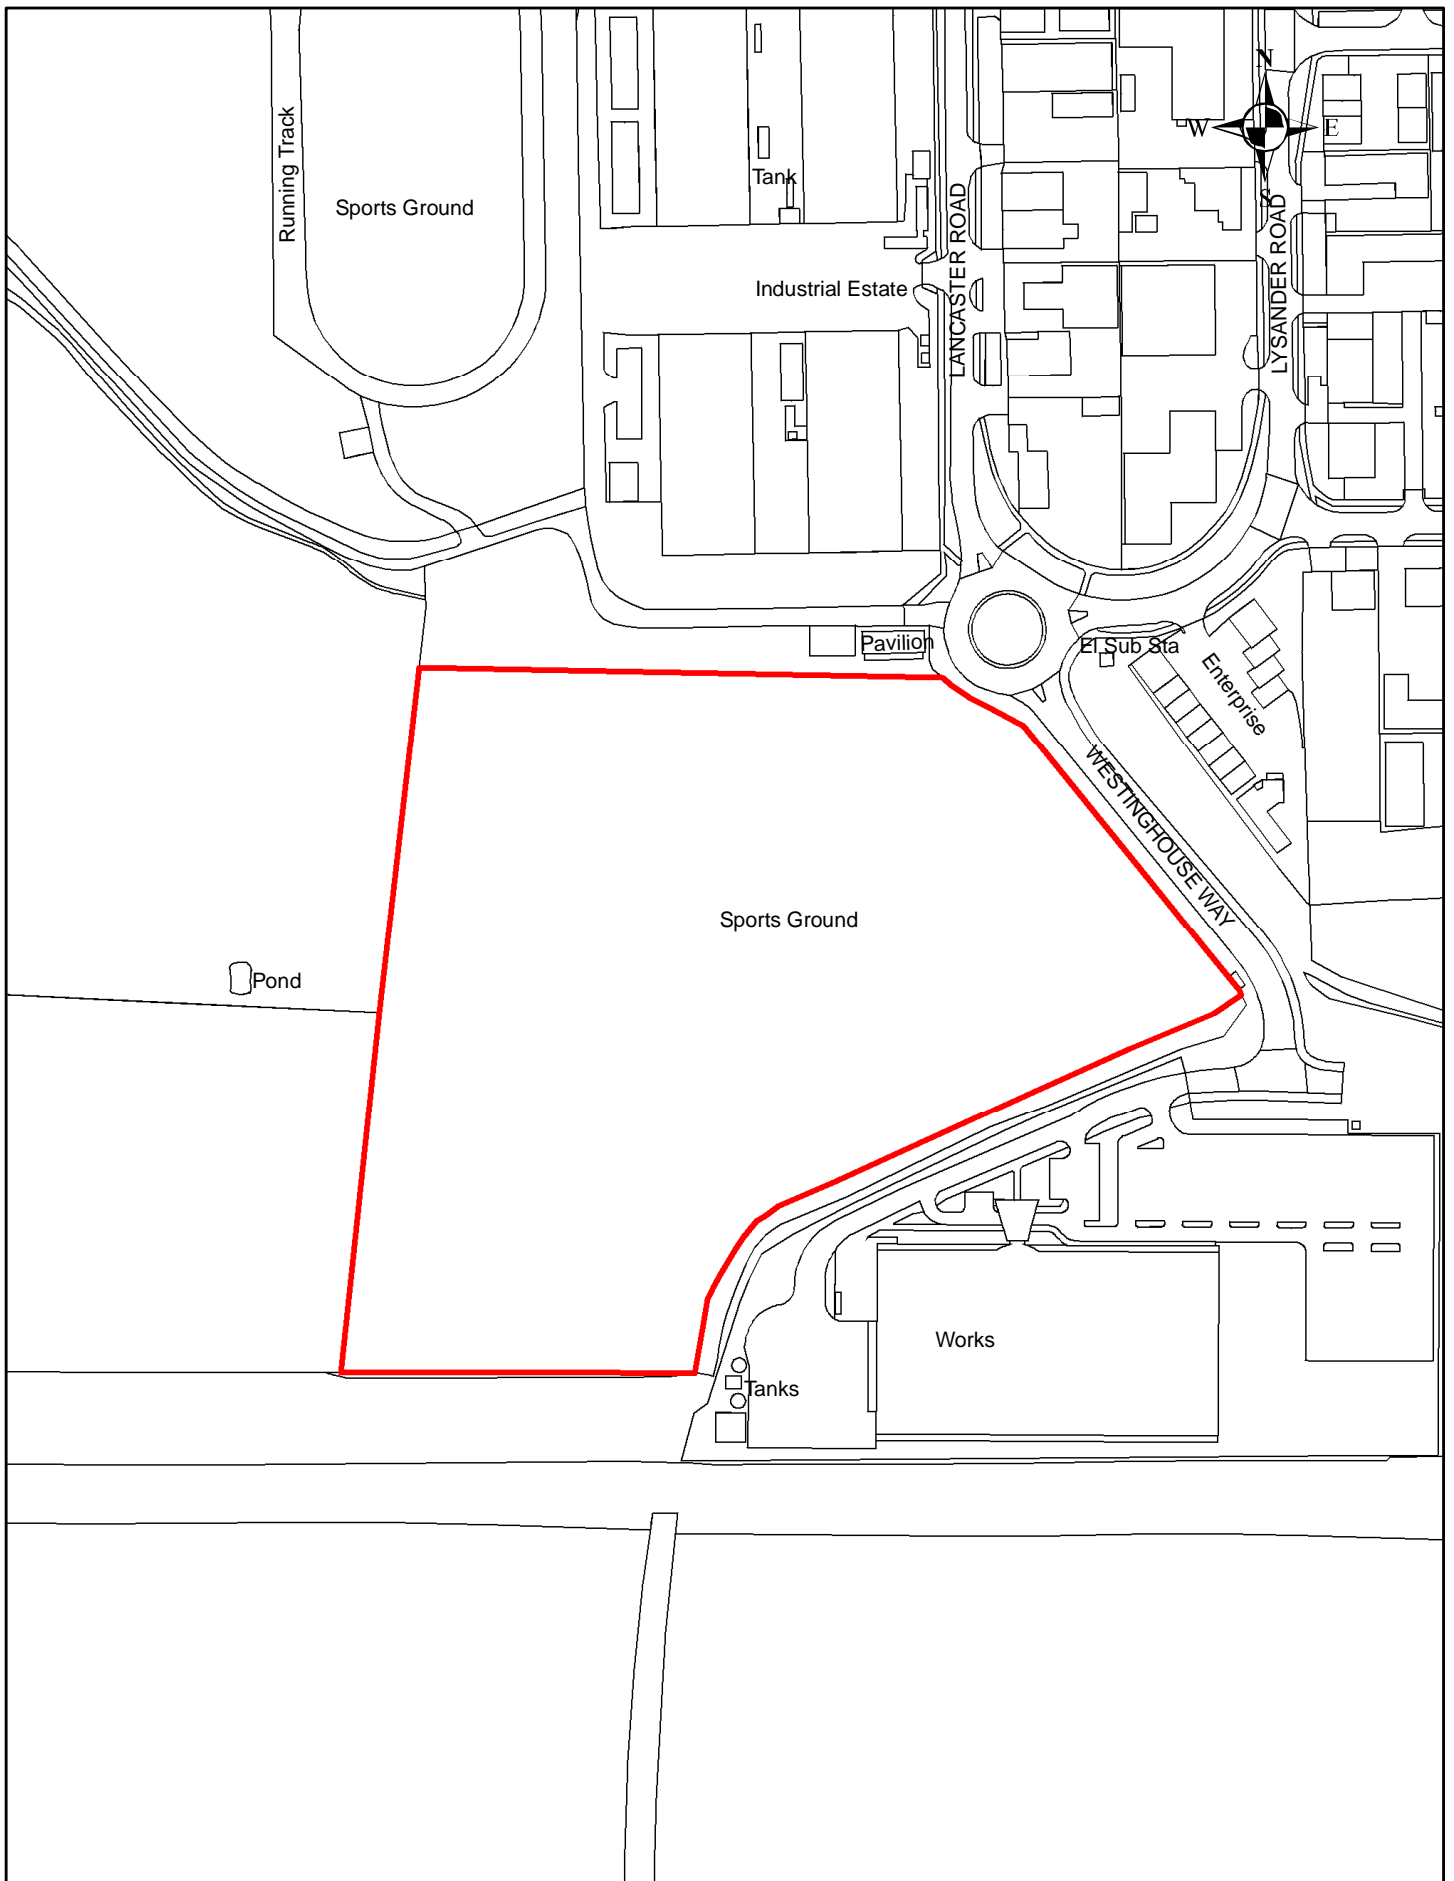 N
W
E
S
Running Track
Sports Ground
Tank
LANCASTER ROAD
LYSANDER ROAD
Industrial Estate
Pavilion
El Sub Sta
Enterprise
WESTINGHOUSE WAY
Sports Ground
Pond
Works
Tanks